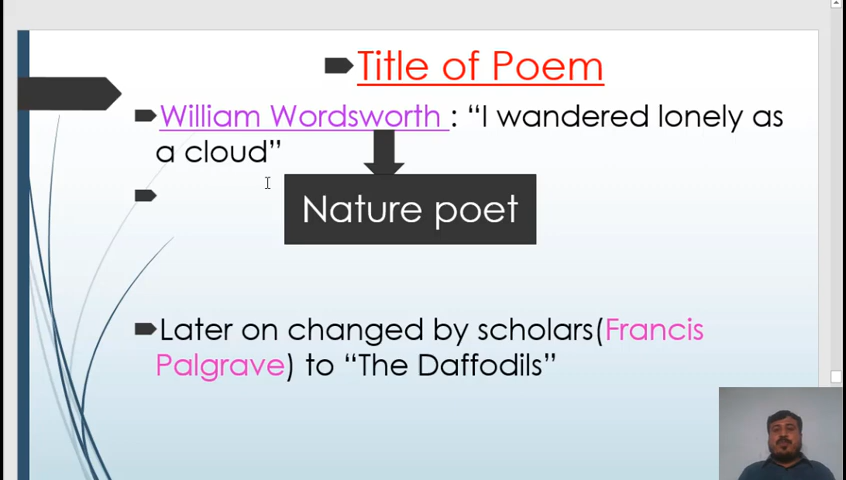 Title of Poem
William Wordsworth : “I wandered lonely as
a cloud”
Nature poet
Later on changed by scholars(Francis
Palgrave) to “The Daffodils”